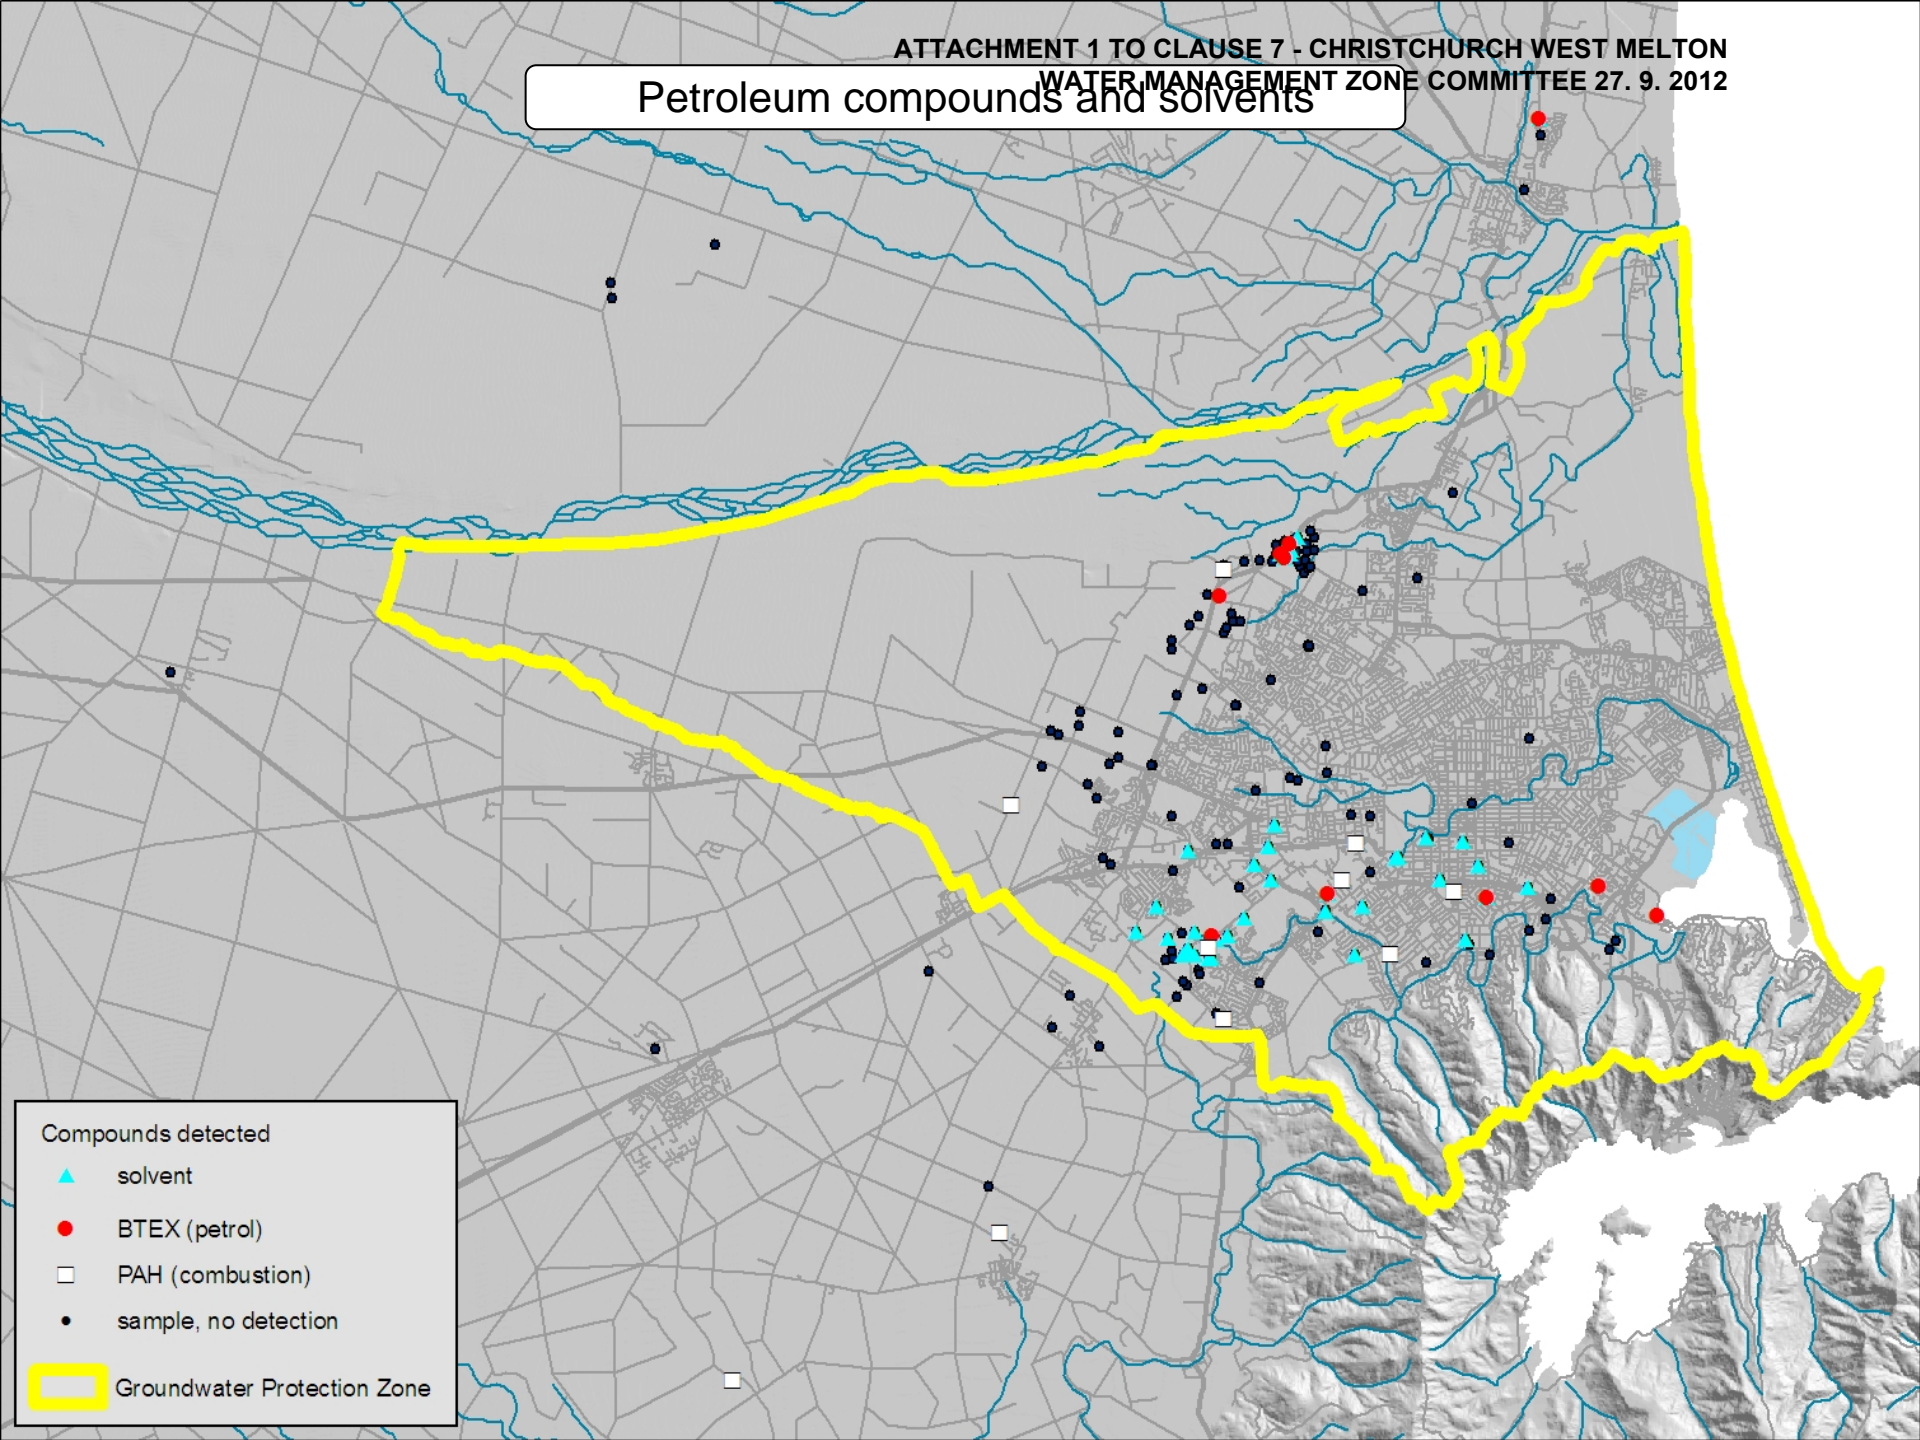 ATTACHMENT 1 TO CLAUSE 7 - CHRISTCHURCH WEST MELTON
WATER MANAGEMENT ZONE COMMITTEE 27. 9. 2012
Petroleum compounds and solvents
Compounds detected
solvent
BTEX (petrol)
PAH (combustion)
sample, no detection
Groundwater Protection Zone